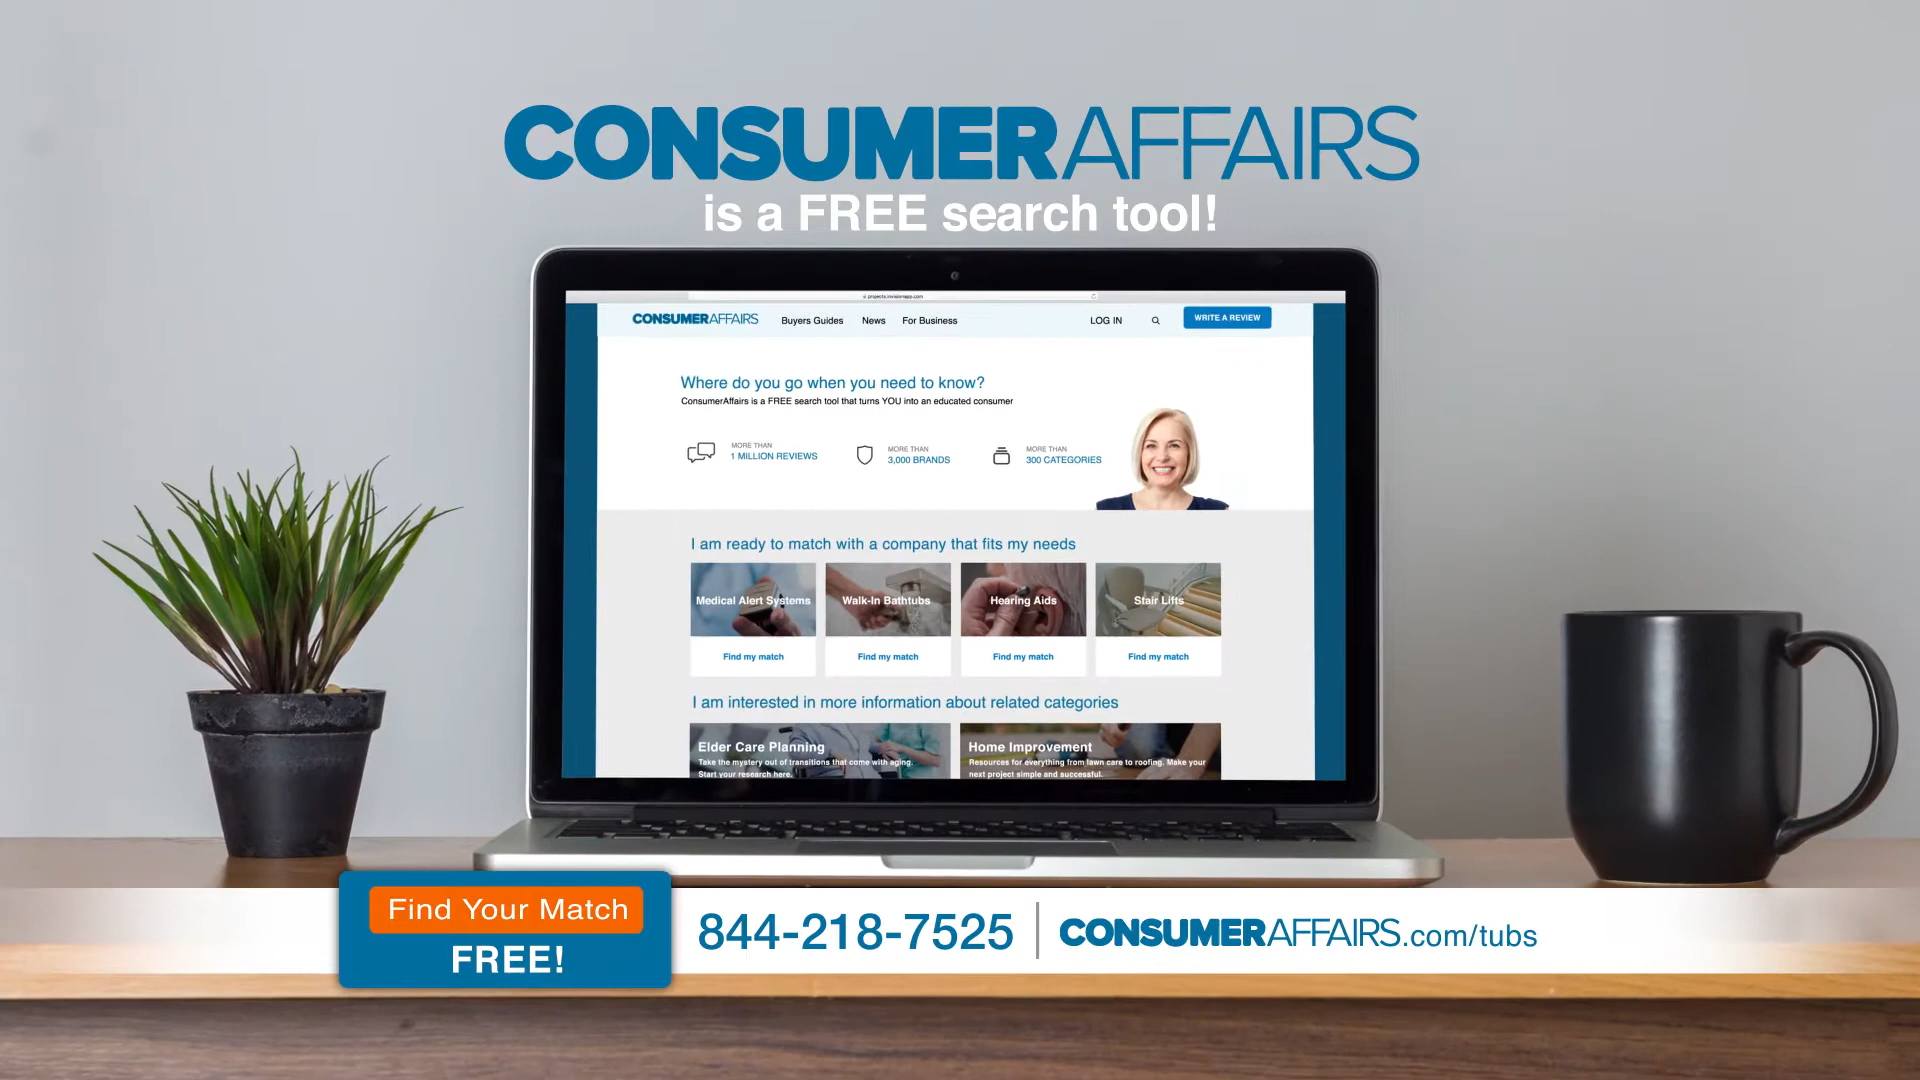 CONSUMERAFFAIRS
is a FREE search tool!
projects.invisionapp.com
CONSUMERAFFAIRS Buyers Guides News For Business LOG IN WRITE A REVIEW
Where do you go when you need to know?
ConsumerAffairs is a FREE search tool that turns YOU into an educated consumer
MORE THAN
1 MILLION REVIEWS
MORE THAN
3,000 BRANDS
MORE THAN
300 CATEGORIES
I am ready to match with a company that fits my needs
Medical Alert Systems
Find my match
Walk-In Bathtubs
Find my match
Hearing Aids
Find my match
Stair Lifts
Find my match
I am interested in more information about related categories
Elder Care Planning
Take the mystery out of transitions that come with aging.
Start your research here.
Home Improvement
Resources for everything from lawn care to roofing. Make your
next project simple and successful.
Find Your Match
FREE!
844-218-7525
CONSUMERAFFAIRS.com/tubs